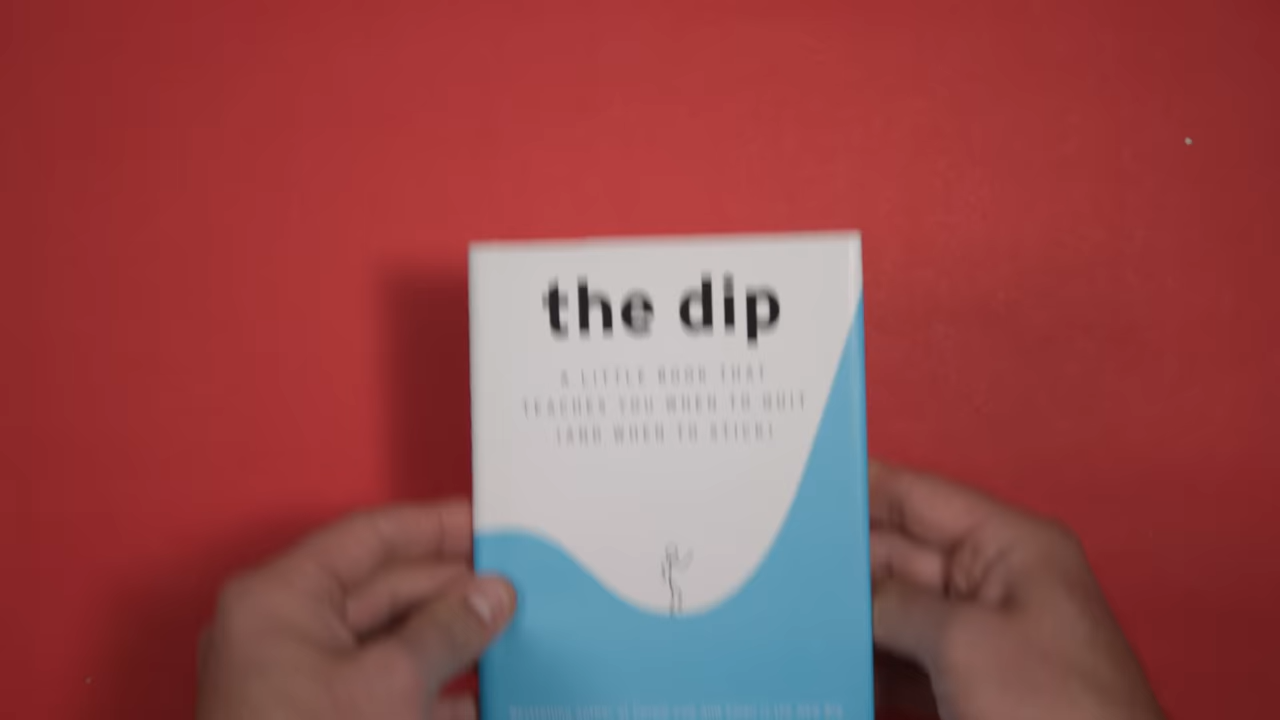 the dip
A LITTLE BOOK THAT
TEACHES YOU WHEN TO QUIT
(AND WHEN TO STICK)